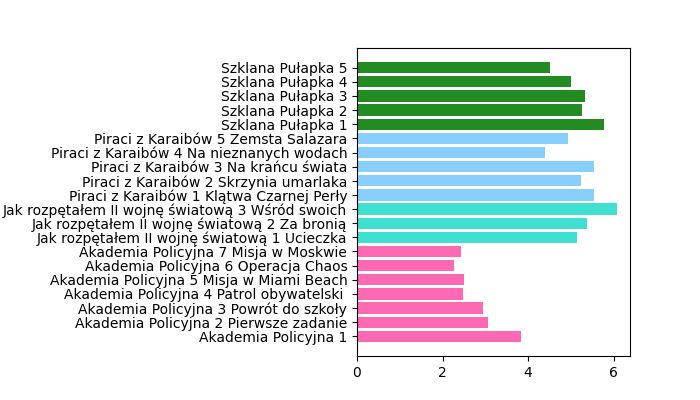 Szklana Pułapka 5
Szklana Pułapka 4
Szklana Pułapka 3
Szklana Pułapka 2
Szklana Pułapka 1
Piraci z Karaibów 5 Zemsta Salazara
Piraci z Karaibów 4 Na nieznanych wodach
Piraci z Karaibów 3 Na krańcu świata
Piraci z Karaibów 2 Skrzynia umarlaka
Piraci z Karaibów 1 Klątwa Czarnej Perły
Jak rozpętałem II wojnę światową 3 Wśród swoich
Jak rozpętałem II wojnę światową 2 Za bronią
Jak rozpętałem II wojnę światową 1 Ucieczka
Akademia Policyjna 7 Misja w Moskwie
Akademia Policyjna 6 Operacja Chaos
Akademia Policyjna 5 Misja w Miami Beach
Akademia Policyjna 4 Patrol obywatelski
Akademia Policyjna 3 Powrót do szkoły
Akademia Policyjna 2 Pierwsze zadanie
Akademia Policyjna 1
0 2 4 6